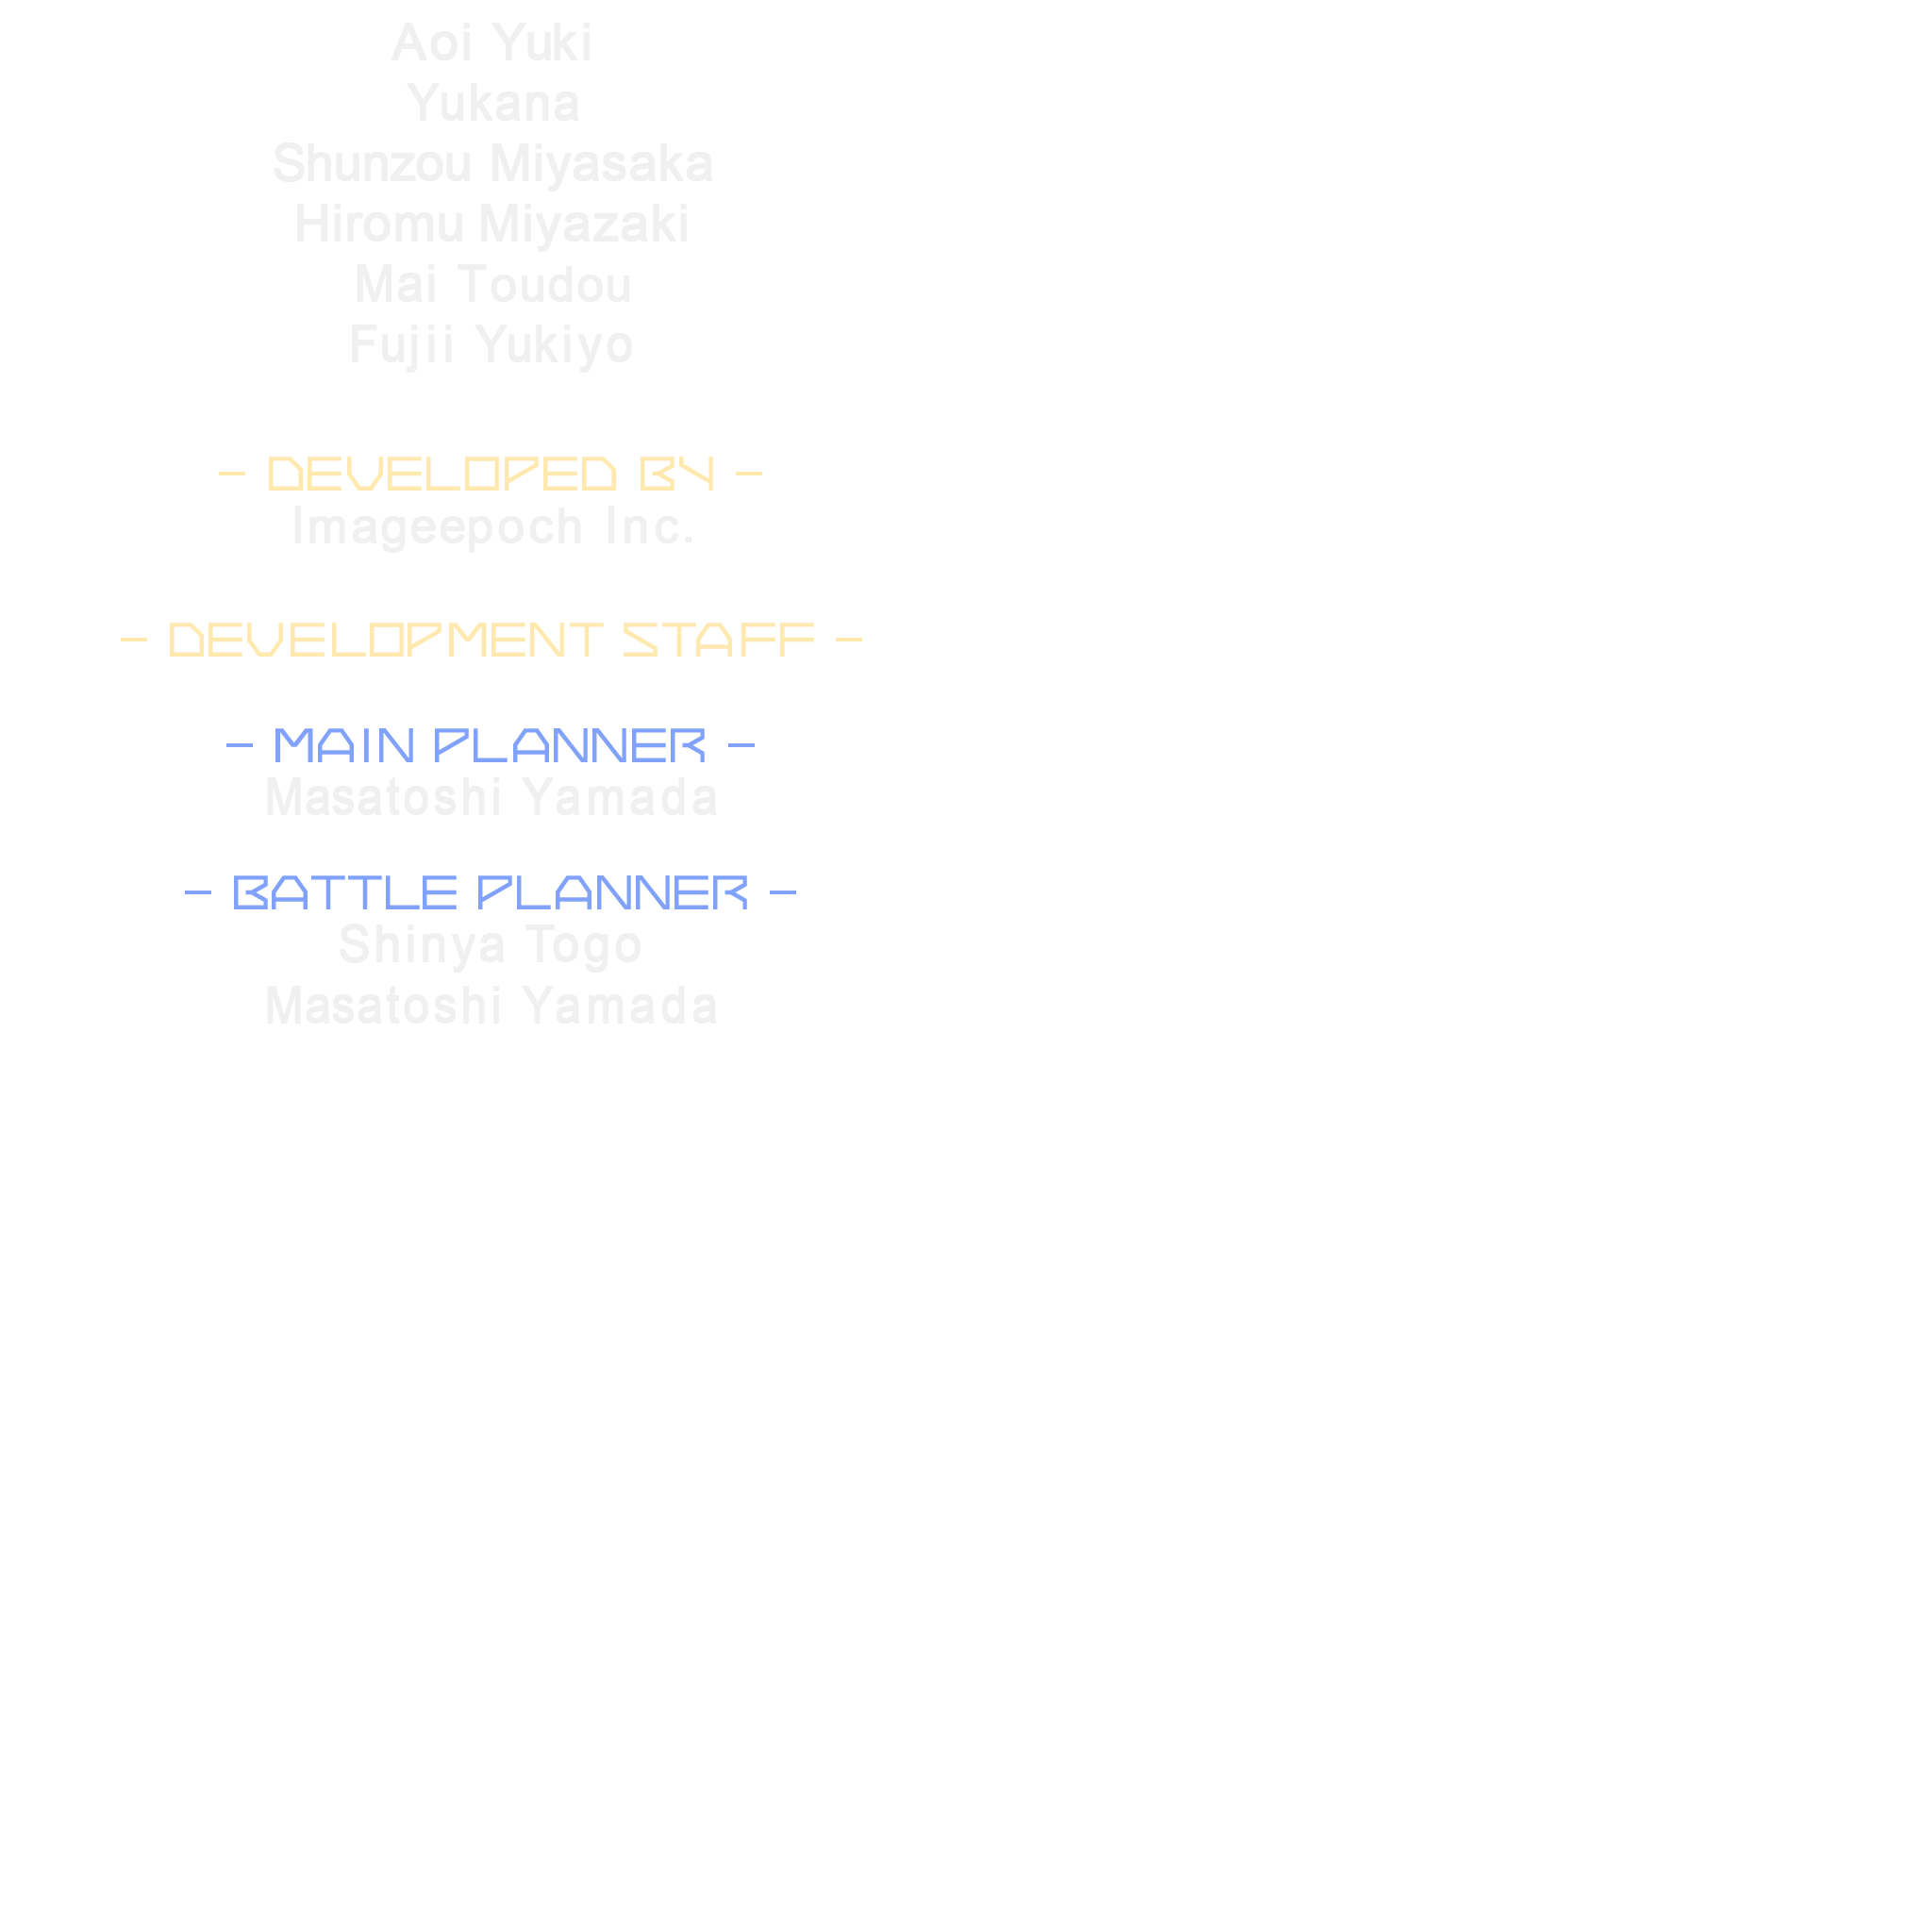 Aoi Yuki
Yukana
Shunzou Miyasaka
Hiromu Miyazaki
Mai Toudou
Fujii Yukiyo
- DEVELOPED BY -
Imageepoch Inc.
- DEVELOPMENT STAFF -
- MAIN PLANNER -
Masatoshi Yamada
- BATTLE PLANNER -
Shinya Togo
Masatoshi Yamada